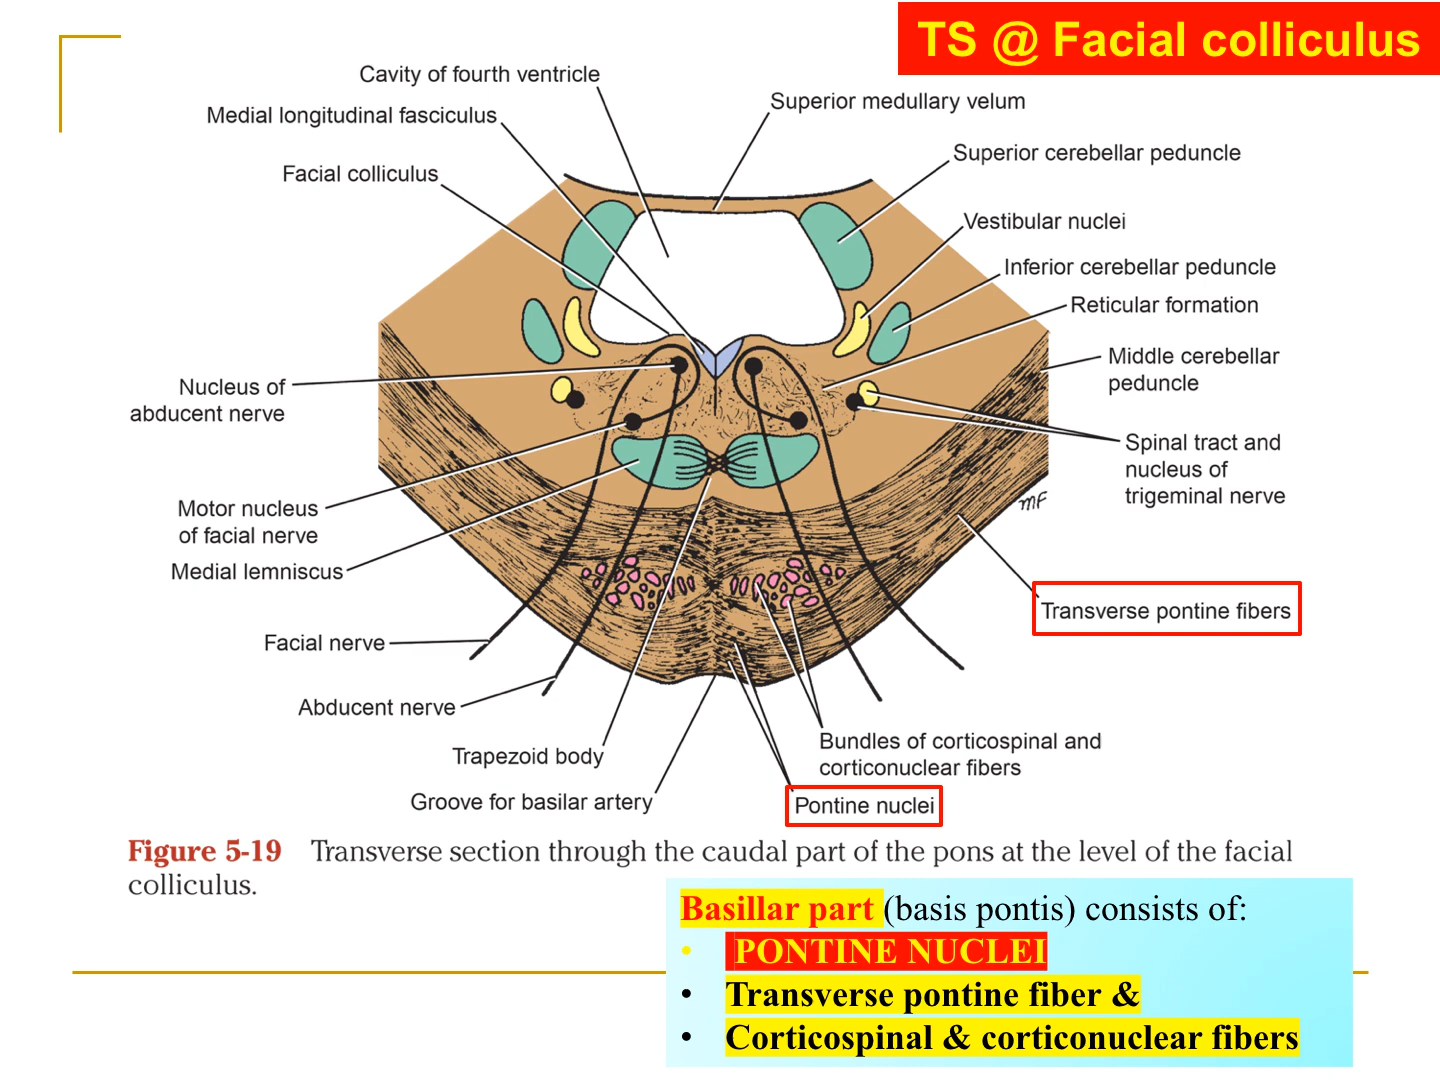 TS @ Facial colliculus
Cavity of fourth ventricle
Medial longitudinal fasciculus
Facial colliculus
Superior medullary velum
Superior cerebellar peduncle
Vestibular nuclei
Inferior cerebellar peduncle
Reticular formation
Middle cerebellar
peduncle
Nucleus of
abducent nerve
Spinal tract and
nucleus of
trigeminal nerve
MF
Motor nucleus
of facial nerve
Medial lemniscus
Transverse pontine fibers
Facial nerve
Abducent nerve
Trapezoid body
Groove for basilar artery
Bundles of corticospinal and
corticonuclear fibers
Pontine nuclei
Figure 5-19 Transverse section through the caudal part of the pons at the level of the facial
colliculus.
Basillar part (basis pontis) consists of:
• PONTINE NUCLEI
• Transverse pontine fiber &
• Corticospinal & corticonuclear fibers